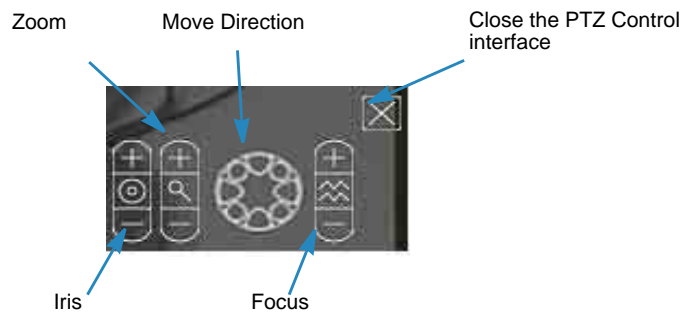 Zoom
Move Direction
Close the PTZ Control
interface
Iris
Focus